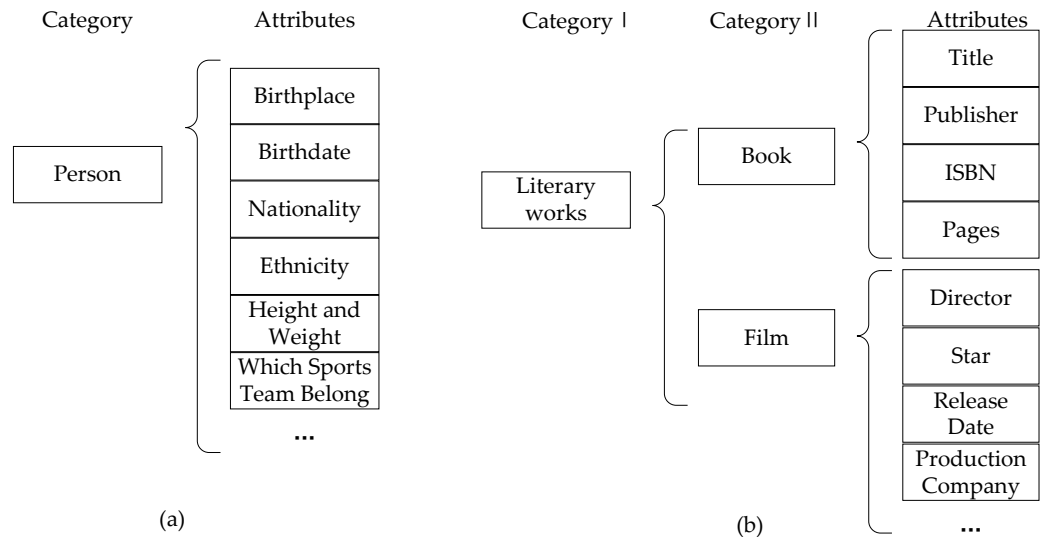 Category
Attributes
Person
Birthplace
Birthdate
Nationality
Ethnicity
Height and
Weight
Which Sports
Team Belong
...
(a)
Category I
Category II
Attributes
Literary
works
Book
Title
Publisher
ISBN
Pages
Film
Director
Star
Release
Date
Production
Company
...
(b)